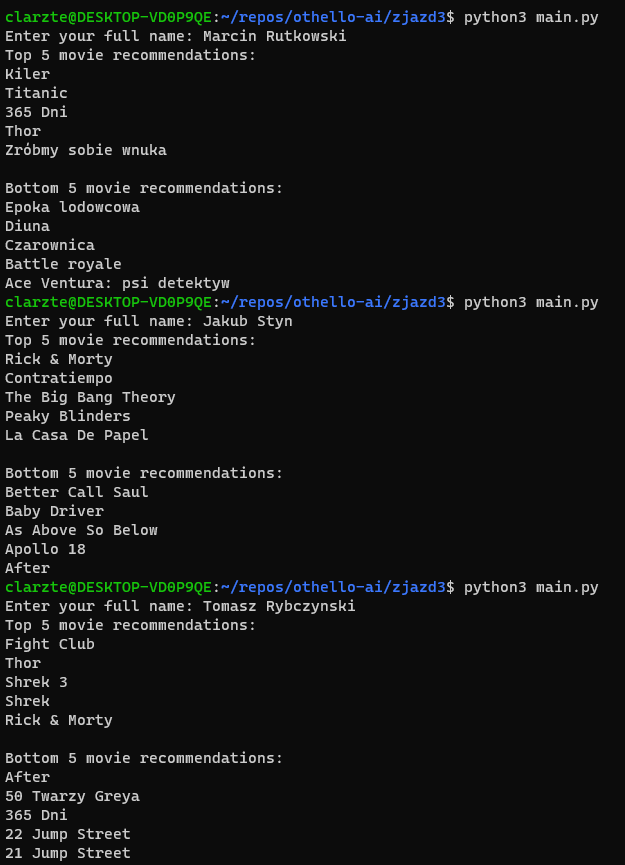 clarzte@DESKTOP-VD0P9QE:~/repos/othello-ai/zjazd3$ python3 main.py
Enter your full name: Marcin Rutkowski
Top 5 movie recommendations:
Kiler
Titanic
365 Dni
Thor
Zróbmy sobie wnuka

Bottom 5 movie recommendations:
Epoka lodowcowa
Diuna
Czarownica
Battle royale
Ace Ventura: psi detektyw
clarzte@DESKTOP-VD0P9QE:~/repos/othello-ai/zjazd3$ python3 main.py
Enter your full name: Jakub Styn
Top 5 movie recommendations:
Rick & Morty
Contratiempo
The Big Bang Theory
Peaky Blinders
La Casa De Papel

Bottom 5 movie recommendations:
Better Call Saul
Baby Driver
As Above So Below
Apollo 18
After
clarzte@DESKTOP-VD0P9QE:~/repos/othello-ai/zjazd3$ python3 main.py
Enter your full name: Tomasz Rybczynski
Top 5 movie recommendations:
Fight Club
Thor
Shrek 3
Shrek
Rick & Morty

Bottom 5 movie recommendations:
After
50 Twarzy Greya
365 Dni
22 Jump Street
21 Jump Street